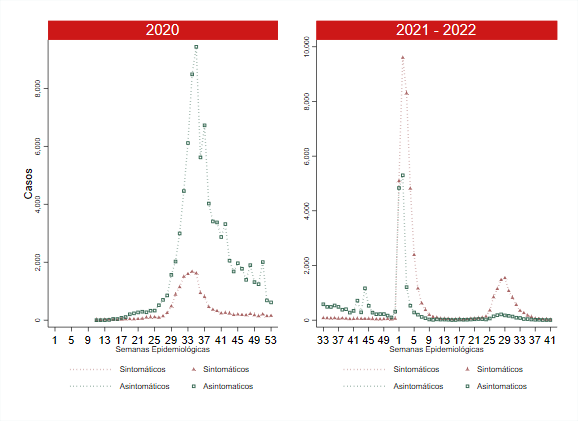 2020
2021 - 2022
Casos
8,000
6,000
4,000
2,000
0
10,000
8,000
6,000
4,000
2,000
0
1 5 9 13 17 21 25 29 33 37 41 45 49 53
33 37 41 45 49 1 5 9 13 17 21 25 29 33 37 41
Semanas Epidemiológicas
Semanas Epidemiológicas
Sintomáticos Sintomáticos
Asintomáticos Asintomaticos
Sintomáticos Sintomáticos
Asintomáticos Asintomaticos